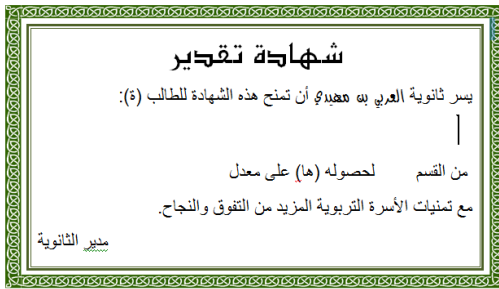 شهادة تقدير
يسر ثانوية العربي بن مهيدي أن تمنح هذه الشهادة للطالب (ة):
من القسم لحصوله (ها) على معدل
مع تمنيات الأسرة التربوية المزيد من التفوق والنجاح.
مدير الثانوية